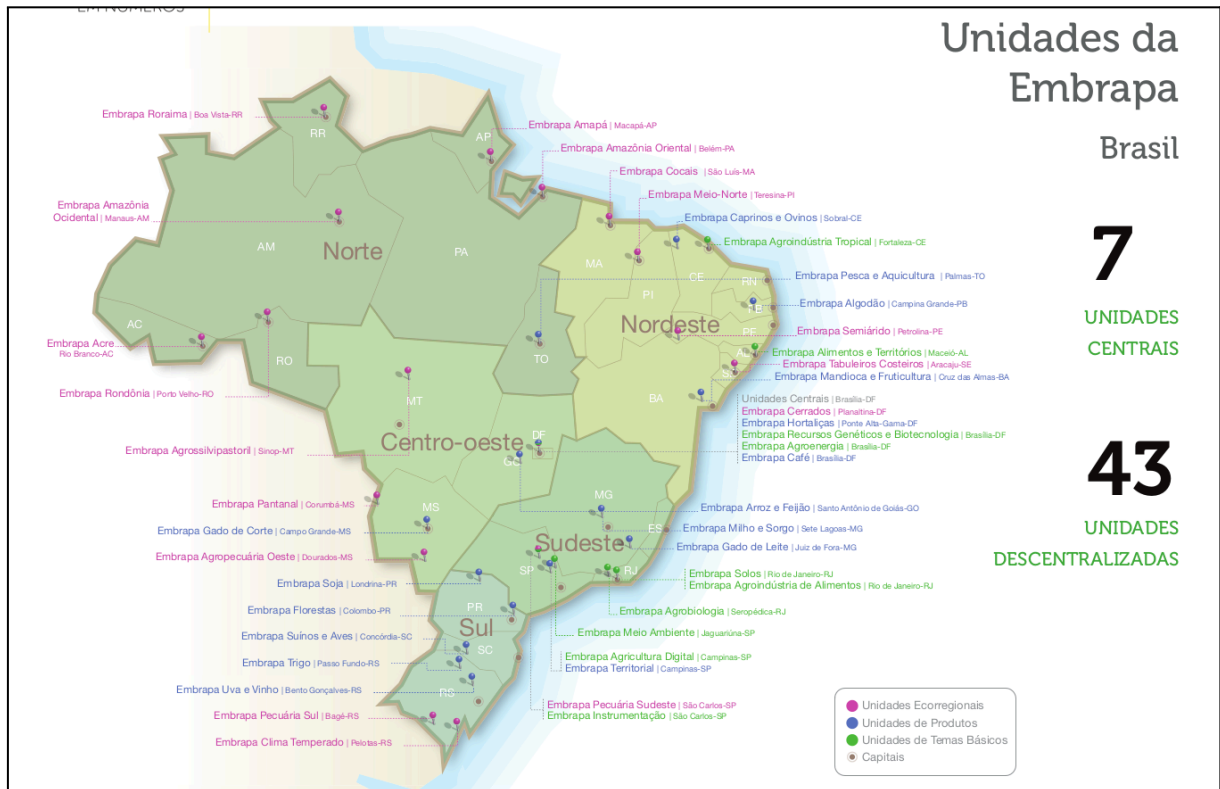 EM NÚMEROS
Unidades da
Embrapa
Brasil
7
UNIDADES
CENTRAIS
43
UNIDADES
DESCENTRALIZADAS
Embrapa Roraima | Boa Vista-RR
Embrapa Amapá | Macapá-AP
Embrapa Amazônia Oriental | Belém-PA
Embrapa Cocais | São Luís-MA
Embrapa Meio-Norte | Teresina-PI
Embrapa Amazônia
Ocidental | Manaus-AM
Embrapa Caprinos e Ovinos | Sobral-CE
Embrapa Agroindústria Tropical | Fortaleza-CE
Embrapa Pesca e Aquicultura | Palmas-TO
Embrapa Algodão | Campina Grande-PB
Embrapa Semiárido | Petrolina-PE
Embrapa Acre
Rio Branco-AC
Embrapa Alimentos e Territórios | Maceió-AL
Embrapa Tabuleiros Costeiros | Aracaju-SE
Embrapa Mandioca e Fruticultura | Cruz das Almas-BA
Embrapa Rondônia | Porto Velho-RO
Unidades Centrais | Brasília-DF
Embrapa Cerrados | Planaltina-DF
Embrapa Hortaliças | Ponte Alta-Gama-DF
Embrapa Recursos Genéticos e Biotecnologia | Brasília-DF
Embrapa Agroenergia | Brasília-DF
Embrapa Café | Brasília-DF
Embrapa Agrossilvipastoril | Sinop-MT
Embrapa Pantanal | Corumbá-MS
Embrapa Arroz e Feijão | Santo Antônio de Goiás-GO
Embrapa Gado de Corte | Campo Grande-MS
Embrapa Milho e Sorgo | Sete Lagoas-MG
Embrapa Gado de Leite | Juiz de Fora-MG
Embrapa Agropecuária Oeste | Dourados-MS
Embrapa Soja | Londrina-PR
Embrapa Solos | Rio de Janeiro-RJ
Embrapa Agroindústria de Alimentos | Rio de Janeiro-RJ
Embrapa Florestas | Colombo-PR
Embrapa Agrobiologia | Seropédica-RJ
Embrapa Suínos e Aves | Concórdia-SC
Embrapa Meio Ambiente | Jaguariúna-SP
Embrapa Trigo | Passo Fundo-RS
Embrapa Agricultura Digital | Campinas-SP
Embrapa Territorial | Campinas-SP
Embrapa Uva e Vinho | Bento Gonçalves-RS
Embrapa Pecuária Sudeste | São Carlos-SP
Embrapa Instrumentação | São Carlos-SP
Embrapa Pecuária Sul | Bagé-RS
Embrapa Clima Temperado | Pelotas-RS
RR
AP
AM
Norte
PA
MA
CE
RN
PI
Nordeste
PE
AC
RO
TO
BA
MT
Centro-oeste
DF
GO
MG
MS
ES
Sudeste
SP
RJ
PR
Sul
SC
RS
Unidades Ecorregionais
Unidades de Produtos
Unidades de Temas Básicos
Capitais